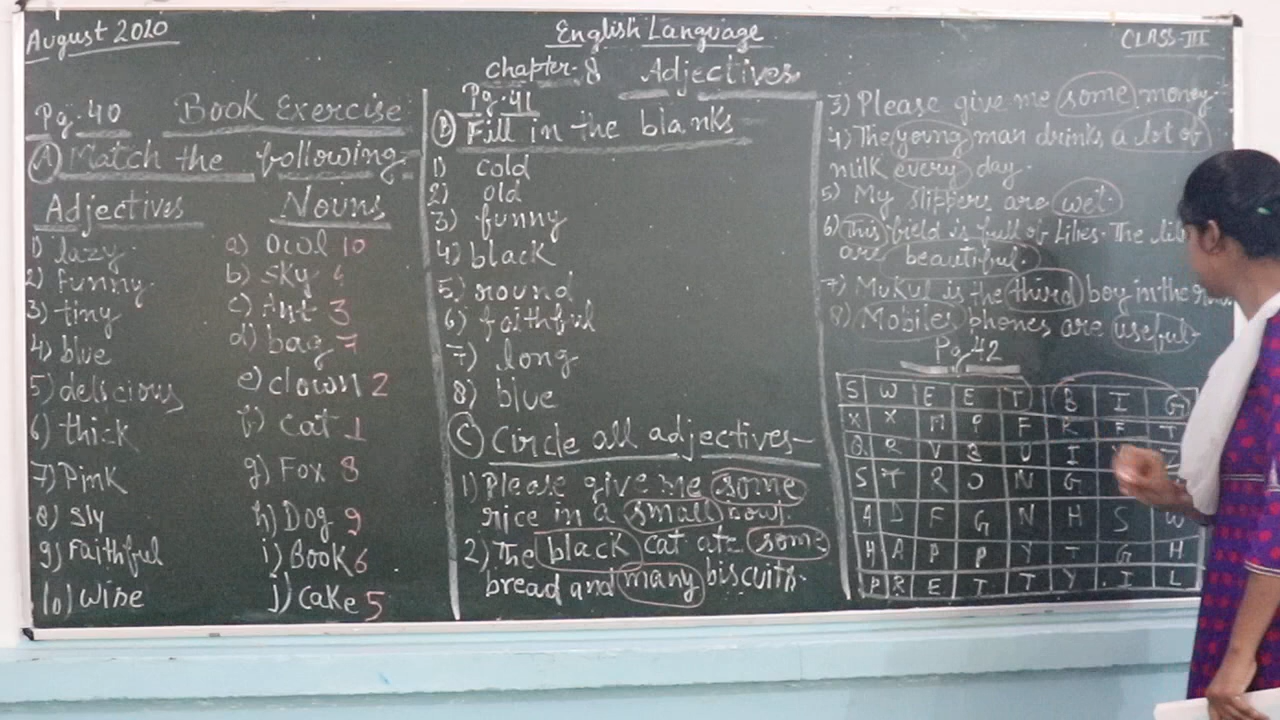 August 2020
English Language
CLASS-III
Chapter-8 Adjectives
Pg.40 Book Exercise
(A) Match the following
Adjectives Nouns
1) lazy a) Owl 10
2) Funny b) Sky 4
3) tiny c) Ant 3
4) blue d) bag 7
5) delscious e) clown 2
6) thick f) cat 1
7) Pink g) Fox 8
8) Sly h) Dog 9
9) Faithful i) Book 6
10) Wise j) cake 5
Pg.41
(B) Fill in the blanks
1) cold
2) old
3) funny
4) black
5) round
6) faithful
7) long
8) blue
(C) Circle all adjectives-
1) Please give me some
rice in a small bowl
2) The black cat ate some
bread and many biscuits.
3) Please give me some money.
4) The young man drinks a lot of
milk every day.
5) My slippers are wet.
6) This field is full of Lilies. The
are beautiful.
7) Mukul is the third boy in the
8) Mobiles phones are useful.
Pg.42
S W E E T B I G
X X M P F R
Q R V B U I
S T R O N G
A D F G N H S W
H A P P Y T G H
P R E T T Y I L